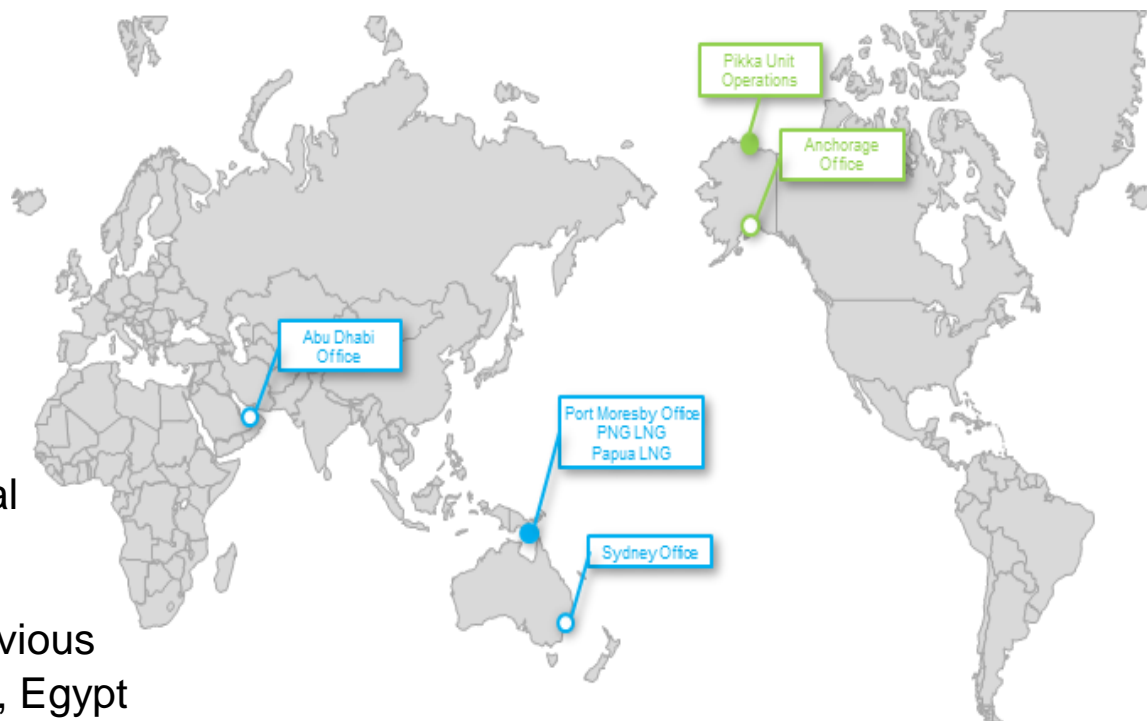 Pikka Unit
Operations
Anchorage
Office
Abu Dhabi
Office
Port Moresby Office
PNG LNG
Papua LNG
Sydney Office
al
vious
, Egypt